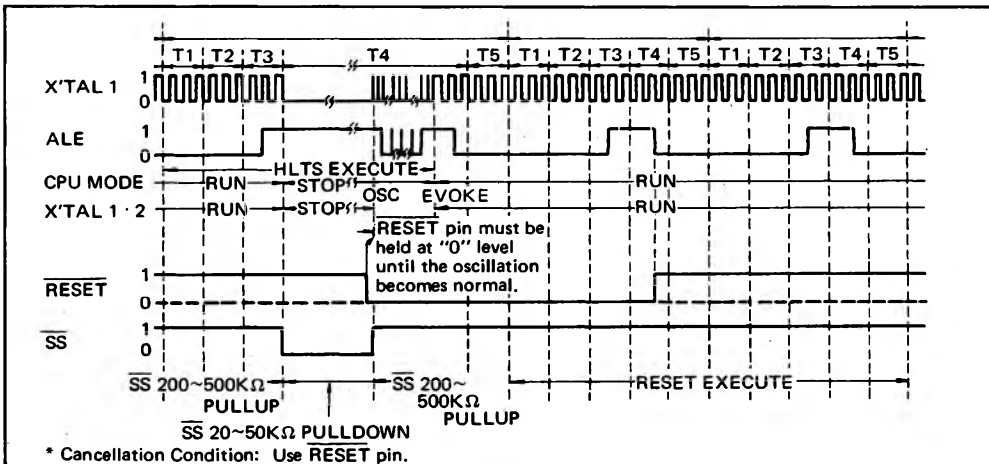 T1 T2 T3 T4 T5 T1 T2 T3 T4 T5 T1 T2 T3 T4 T5
X'TAL 1 1 0
ALE 1 0
HLTS EXECUTE
CPU MODE RUN STOP RUN
OSC EVOKE
X'TAL 1·2 RUN STOP RUN
RESET pin must be
held at "0" level
until the oscillation
becomes normal.
RESET 1 0
SS 1 0
SS 200~500KΩ
PULLUP
SS 200~
500KΩ
PULLUP
RESET EXECUTE
SS 20~50KΩ PULLDOWN
* Cancellation Condition: Use RESET pin.